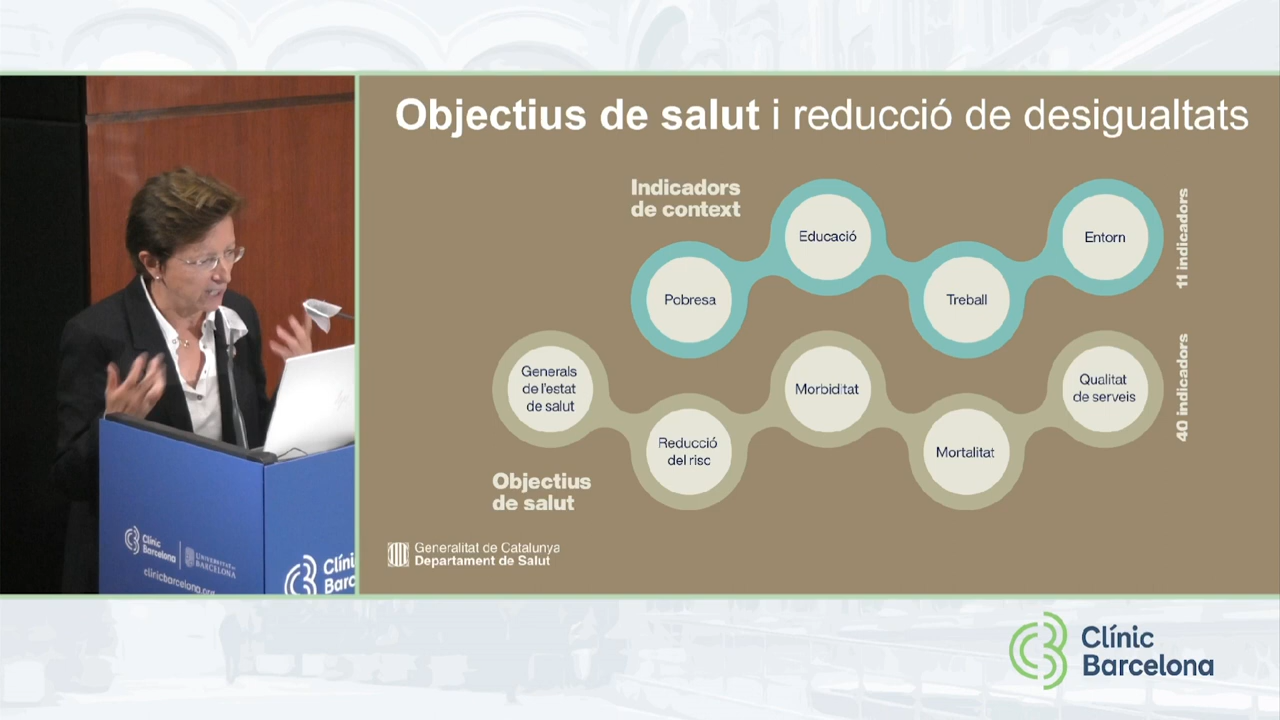 Objectius de salut i reducció de desigualtats
Indicadors
de context
Pobresa
Educació
Treball
Entorn
11 indicadors
Generals
de l'estat
de salut
Reducció
del risc
Morbiditat
Mortalitat
Qualitat
de serveis
40 indicadors
Objectius
de salut
Generalitat de Catalunya
Departament de Salut
Clínic
Barcelona
UNIVERSITAT DE
BARCELONA
clinicbarcelona.org
Clíni
Barc
Clínic
Barcelona